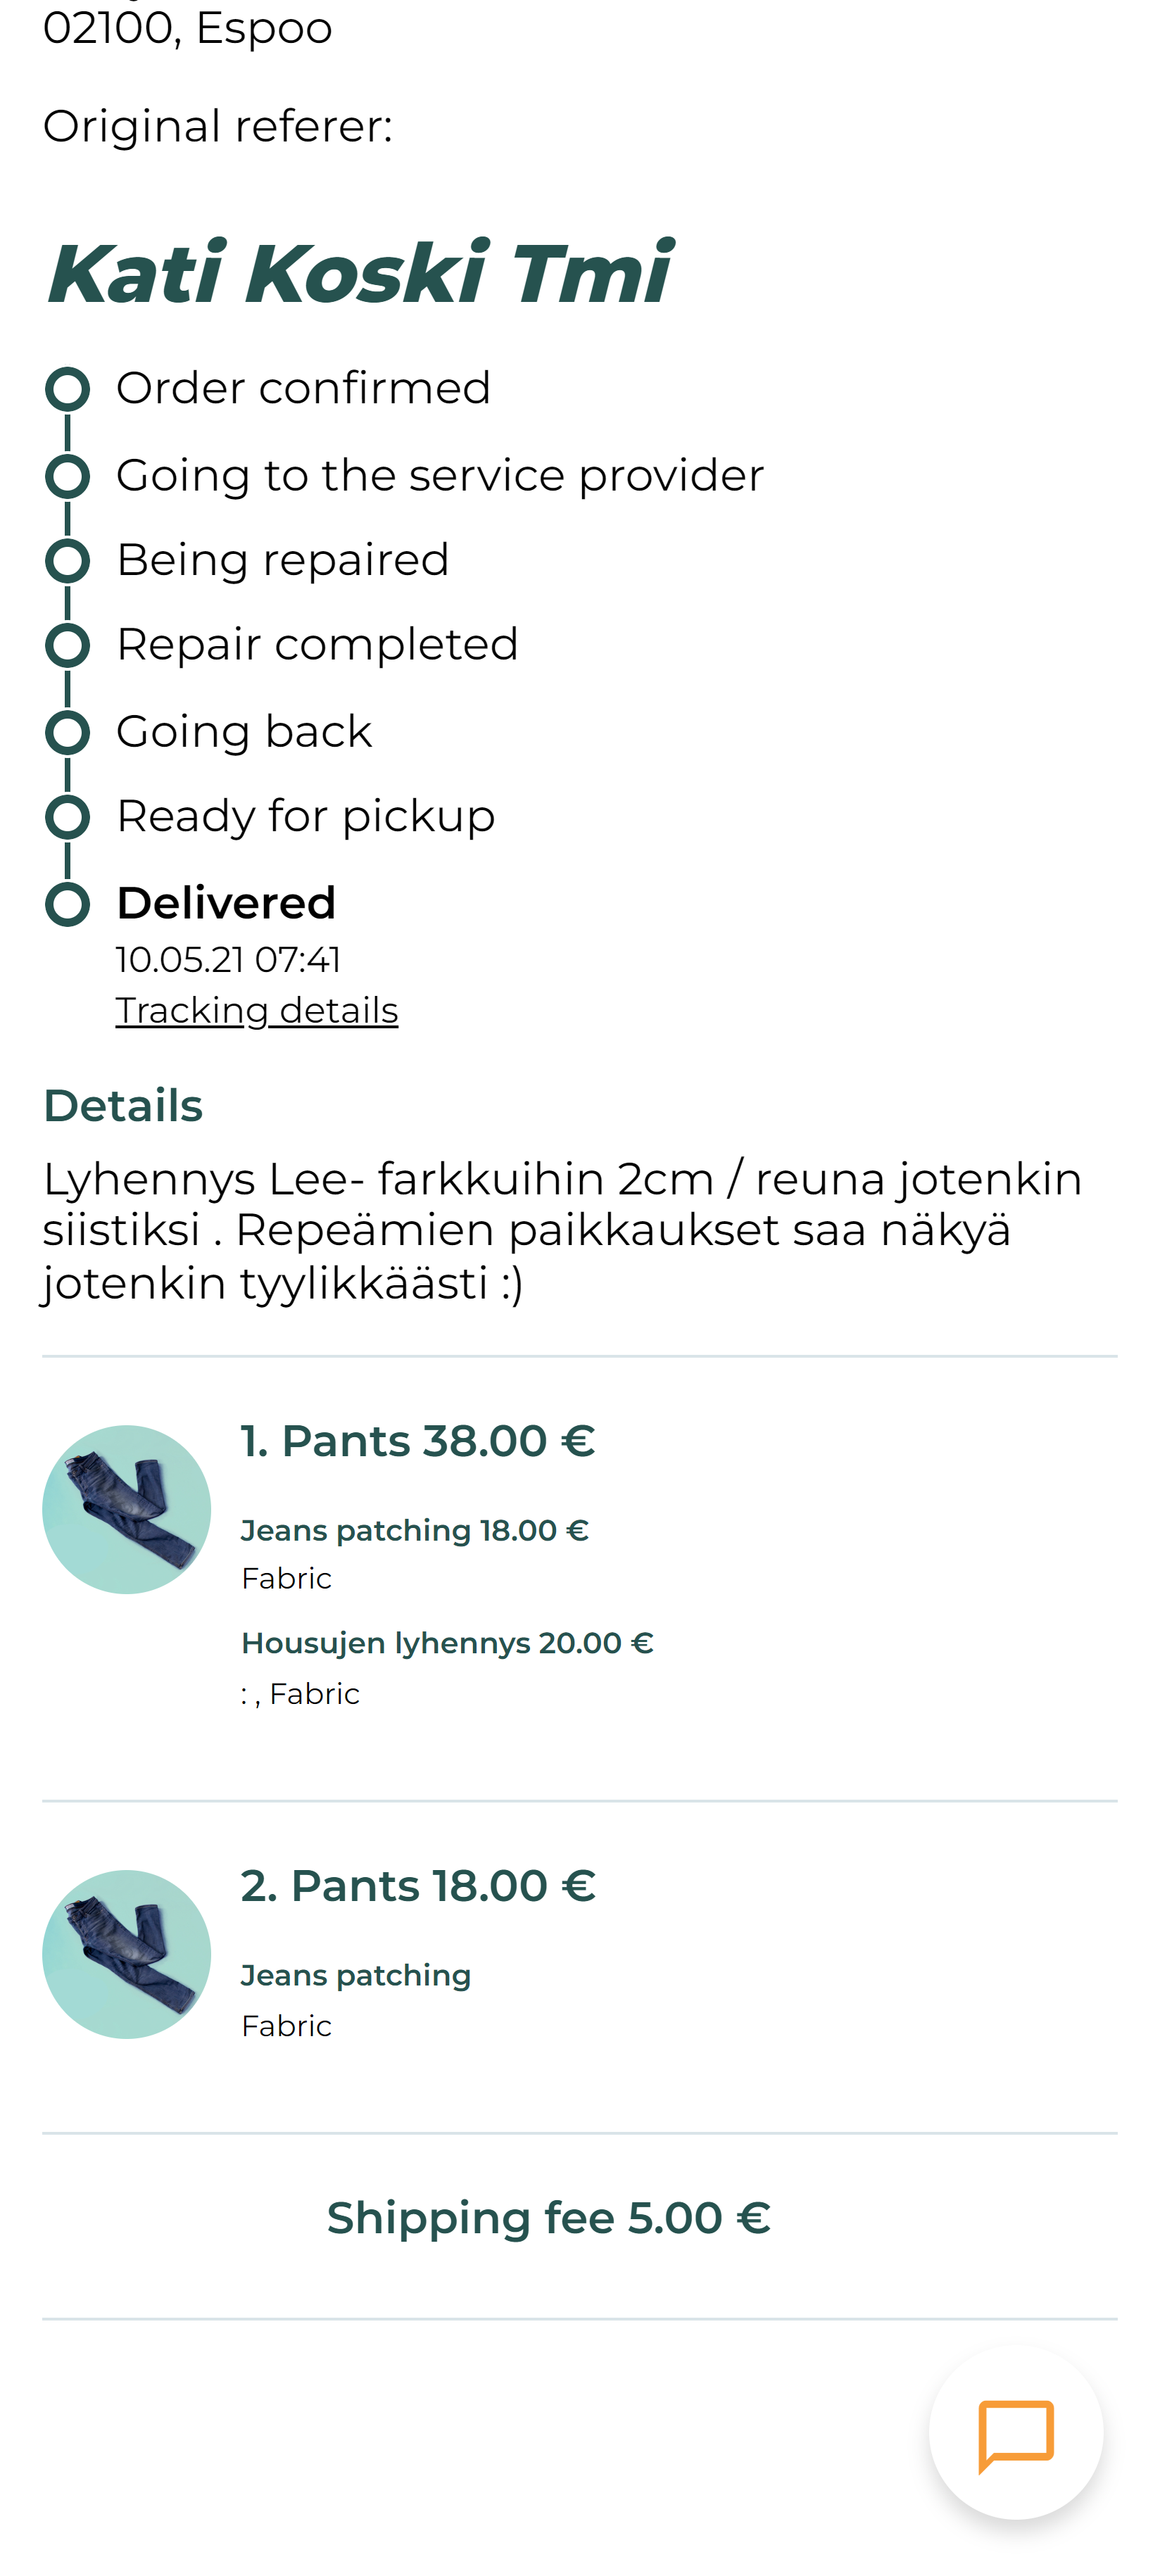 02100, Espoo
Original referer:
Kati Koski Tmi
Order confirmed
Going to the service provider
Being repaired
Repair completed
Going back
Ready for pickup
Delivered
10.05.21 07:41
Tracking details
Details
Lyhennys Lee- farkkuihin 2cm / reuna jotenkin
siistiksi . Repeämien paikkaukset saa näkyä
jotenkin tyylikkäästi :)
1. Pants 38.00 €
Jeans patching 18.00 €
Fabric
Housujen lyhennys 20.00 €
: , Fabric
2. Pants 18.00 €
Jeans patching
Fabric
Shipping fee 5.00 €